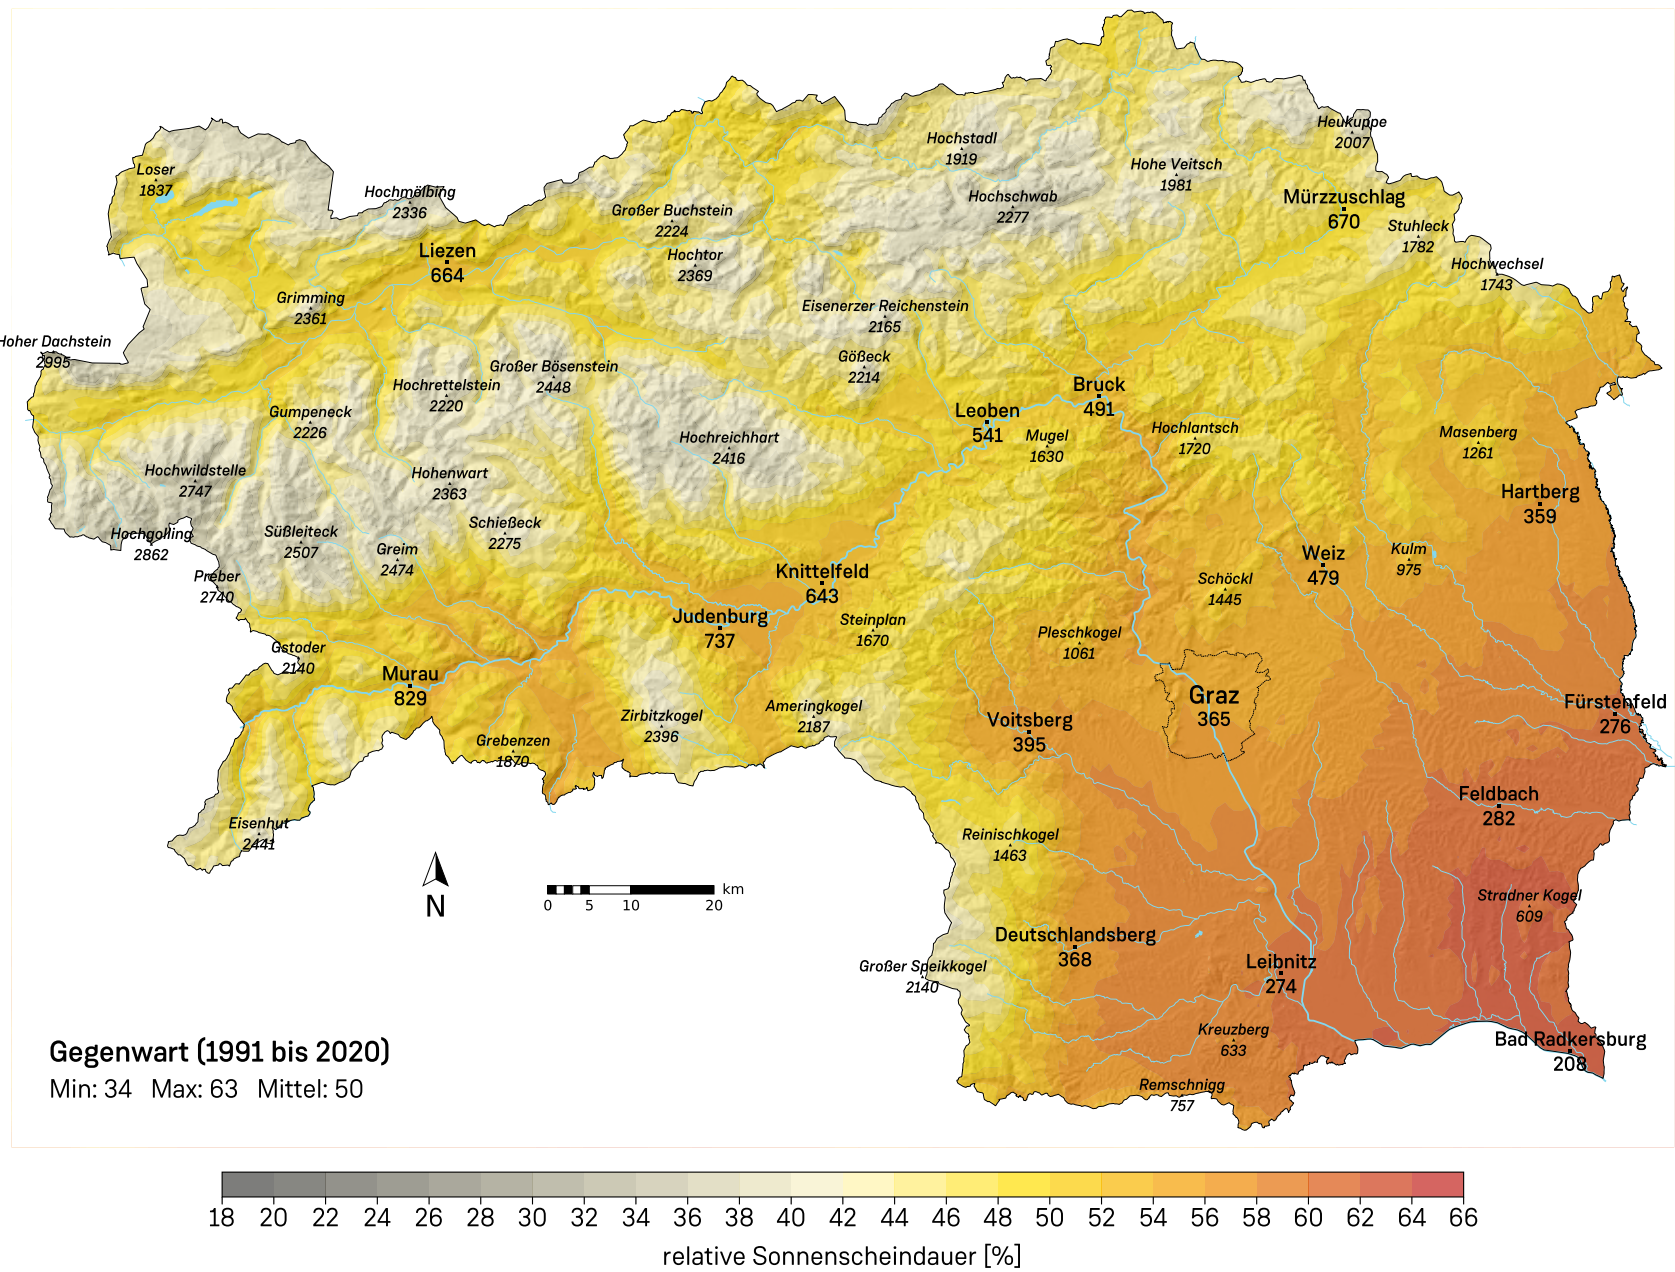 Heukuppe
2007
Hochstadl
1919
Hohe Veitsch
1981
Loser
1837
Hochmölbing
2336
Hochschwab
2277
Mürzzuschlag
670
Großer Buchstein
2224
Stuhleck
1782
Liezen
664
Hochtor
2369
Hochwechsel
1743
Grimming
2361
Eisenerzer Reichenstein
2165
Hoher Dachstein
2995
Gößeck
2214
Großer Bösenstein
2448
Hochrettelstein
2220
Bruck
491
Gumpeneck
2226
Leoben
541
Hochlantsch
1720
Mugel
1630
Hochreichhart
2416
Masenberg
1261
Hochwildstelle
2747
Hohenwart
2363
Hartberg
359
Schießeck
2275
Hochgolling
2862
Süßleiteck
2507
Greim
2474
Kulm
975
Weiz
479
Preber
2740
Knittelfeld
643
Schöckl
1445
Judenburg
737
Steinplan
1670
Pleschkogel
1061
Gstoder
2140
Murau
829
Graz
365
Fürstenfeld
276
Zirbitzkogel
2396
Ameringkogel
2187
Voitsberg
395
Grebenzen
1870
Feldbach
282
Eisenhut
2441
Reinischkogel
1463
N
km
0 5 10 20
Stradner Kogel
609
Deutschlandsberg
368
Großer Speikkogel
2140
Leibnitz
274
Kreuzberg
633
Bad Radkersburg
208
Remschnigg
757
Gegenwart (1991 bis 2020)
Min: 34 Max: 63 Mittel: 50
18 20 22 24 26 28 30 32 34 36 38 40 42 44 46 48 50 52 54 56 58 60 62 64 66
relative Sonnenscheindauer [%]